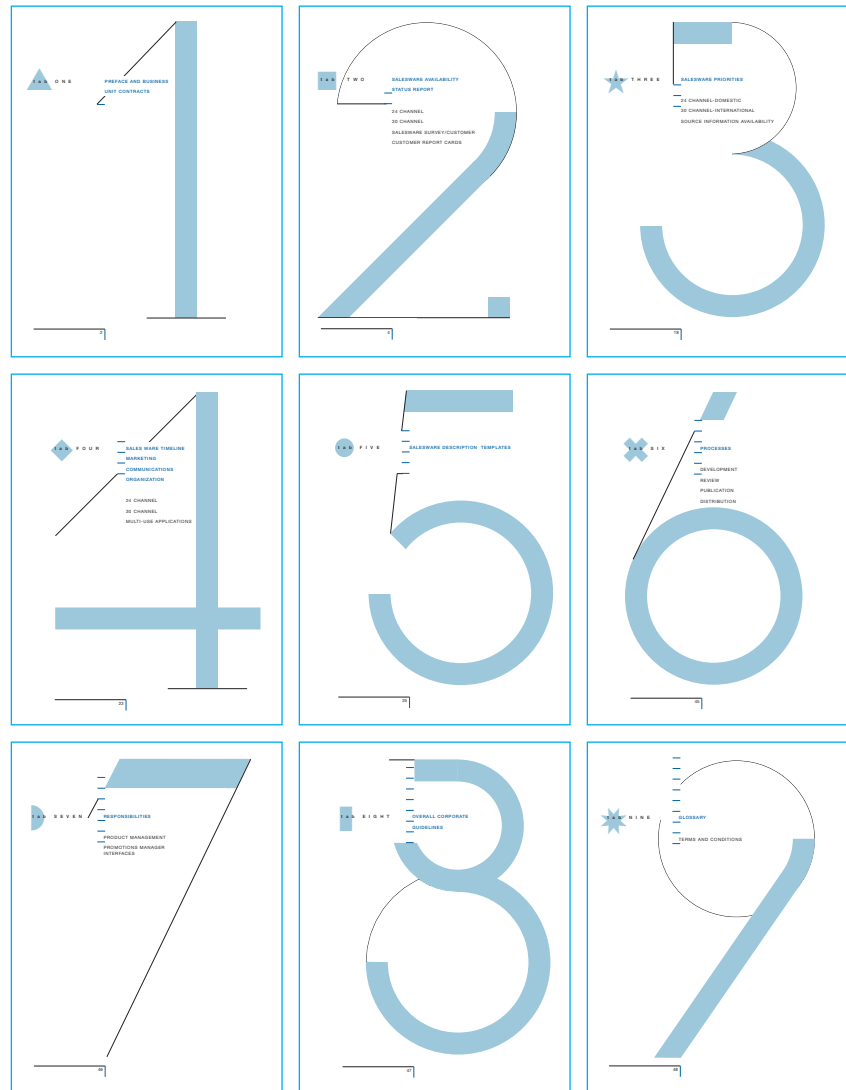 tab ONE
PREFACE AND BUSINESS
UNIT CONTRACTS
2
tab TWO
SALESWARE AVAILABILITY
STATUS REPORT
24 CHANNEL
30 CHANNEL
SALESWARE SURVEY/CUSTOMER
CUSTOMER REPORT CARDS
tab THREE
SALESWARE PRIORITIES
24 CHANNEL-DOMESTIC
30 CHANNEL-INTERNATIONAL
SOURCE INFORMATION AVAILABILITY
tab FOUR
SALES WARE TIMELINE
MARKETING
COMMUNICATIONS
ORGANIZATION
24 CHANNEL
30 CHANNEL
MULTI-USE APPLICATIONS
23
tab FIVE
SALESWARE DESCRIPTION TEMPLATES
tab SIX
PROCESSES
DEVELOPMENT
REVIEW
PUBLICATION
DISTRIBUTION
tab SEVEN
RESPONSIBILITIES
PRODUCT MANAGEMENT
PROMOTIONS MANAGER
INTERFACES
tab EIGHT
OVERALL CORPORATE
GUIDELINES
47
tab NINE
GLOSSARY
TERMS AND CONDITIONS